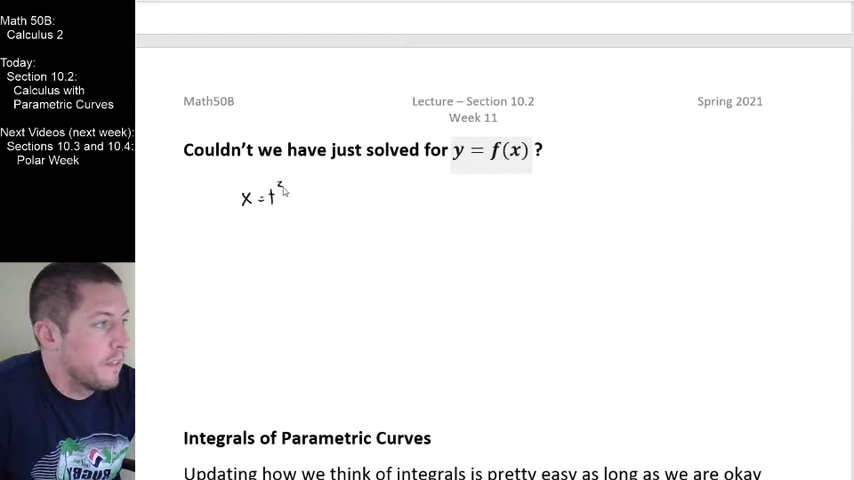 Math 50B:
Calculus 2
Today:
Section 10.2:
Calculus with
Parametric Curves
Next Videos (next week):
Sections 10.3 and 10.4:
Polar Week
Math50B
Lecture – Section 10.2
Week 11
Spring 2021
Couldn't we have just solved for y = f(x) ?
x = t²
Integrals of Parametric Curves
Updating how we think of integrals is pretty easy as long as we are okay